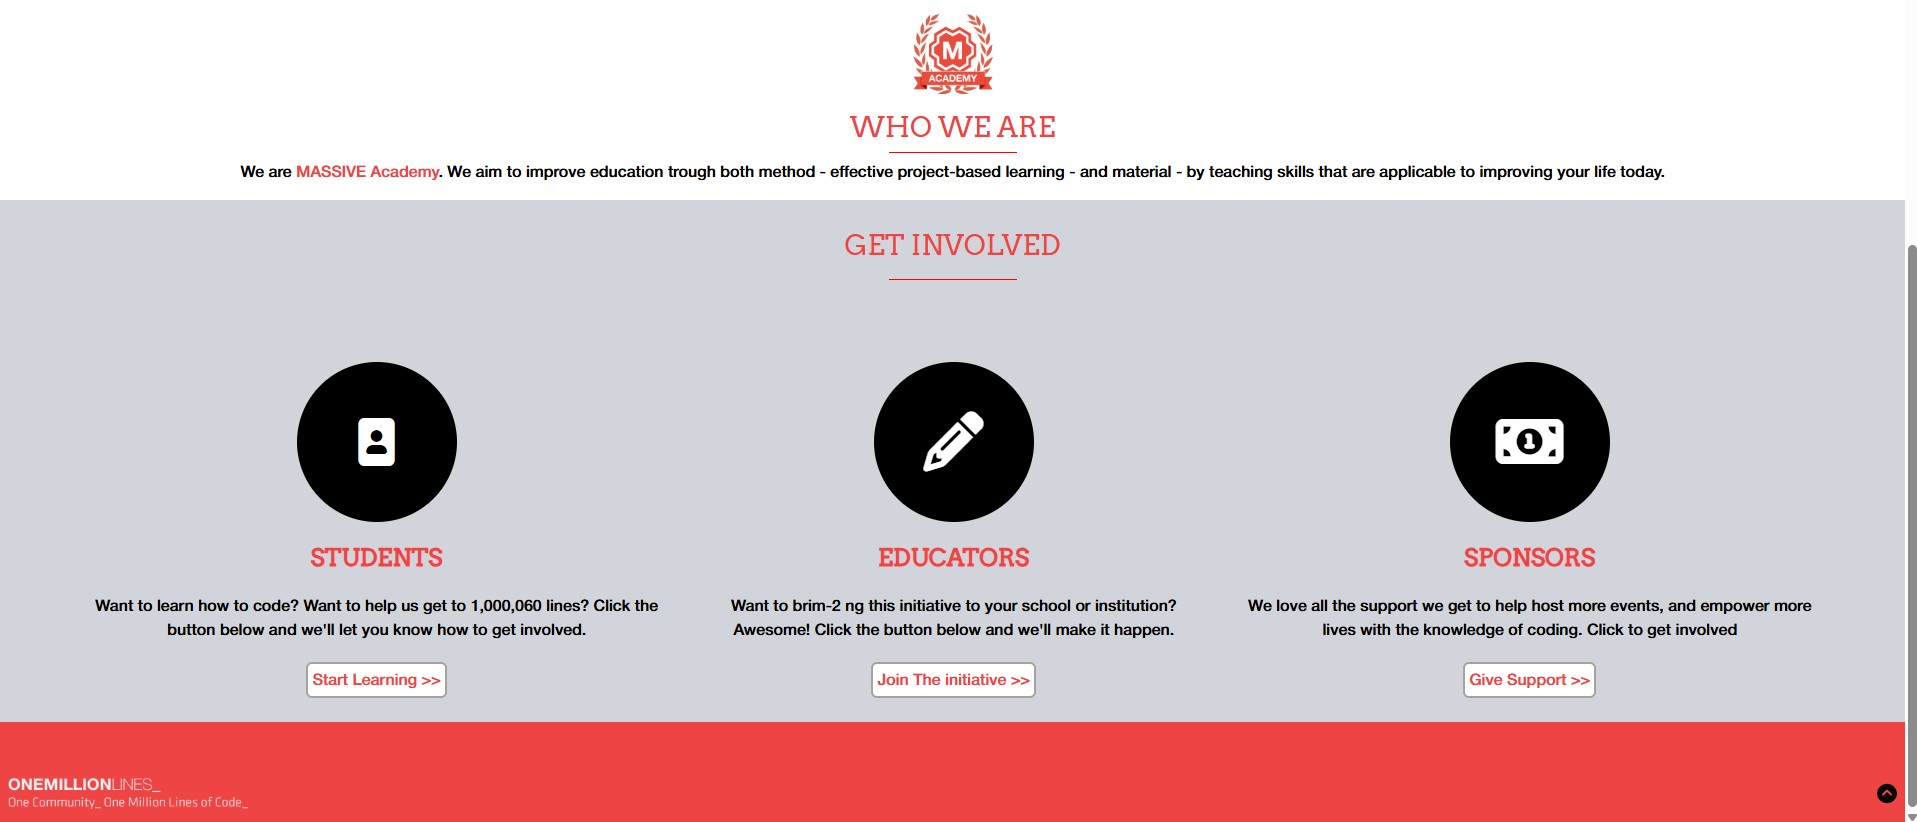 M
ACADEMY
WHO WE ARE
We are MASSIVE Academy. We aim to improve education trough both method - effective project-based learning - and material - by teaching skills that are applicable to improving your life today.
GET INVOLVED
1
STUDENTS
Want to learn how to code? Want to help us get to 1,000,060 lines? Click the
button below and we'll let you know how to get involved.
Start Learning >>
EDUCATORS
Want to brim-2 ng this initiative to your school or institution?
Awesome! Click the button below and we'll make it happen.
Join The initiative >>
SPONSORS
We love all the support we get to help host more events, and empower more
lives with the knowledge of coding. Click to get involved
Give Support >>
ONEMILLIONLINES_
One Community_ One Million Lines of Code_